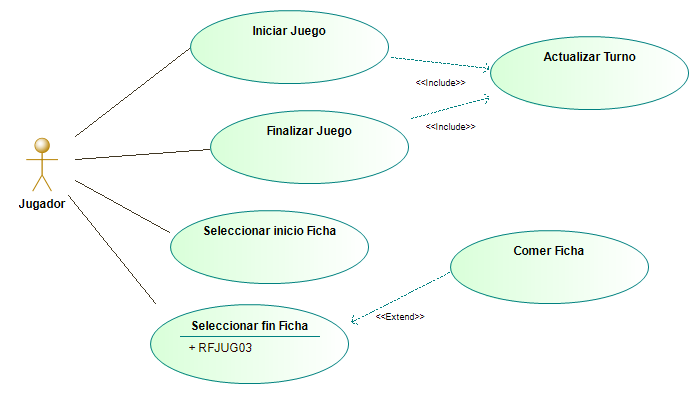 Iniciar Juego
Actualizar Turno
<<Include>>
Finalizar Juego
<<Include>>
Jugador
Seleccionar inicio Ficha
Comer Ficha
Seleccionar fin Ficha
<<Extend>>
+ RFJUG03